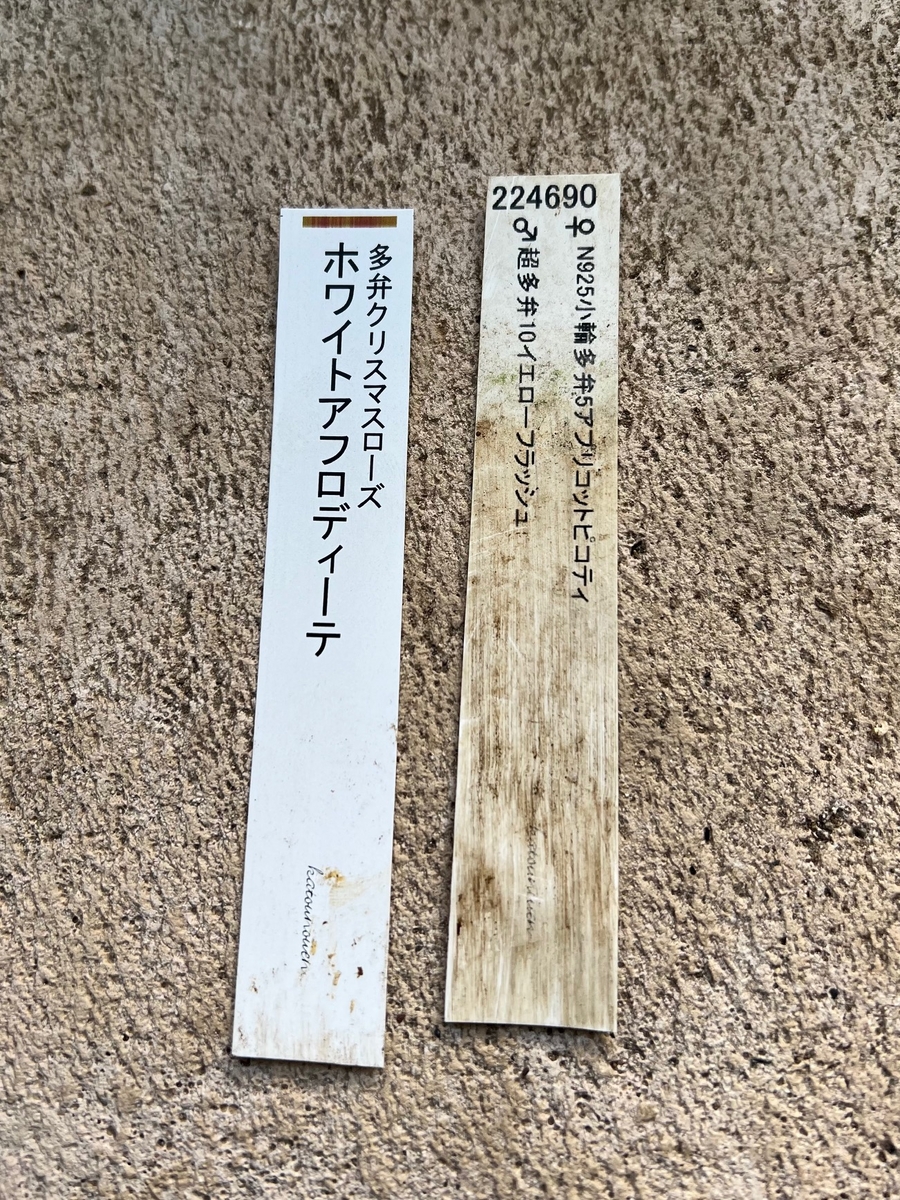 多弁クリスマスローズ
ホワイトアフロディーテ
katounouen
224690
♀ N925小輪多弁5アプリコットピコティ
♂超多弁10イエローフラッシュ